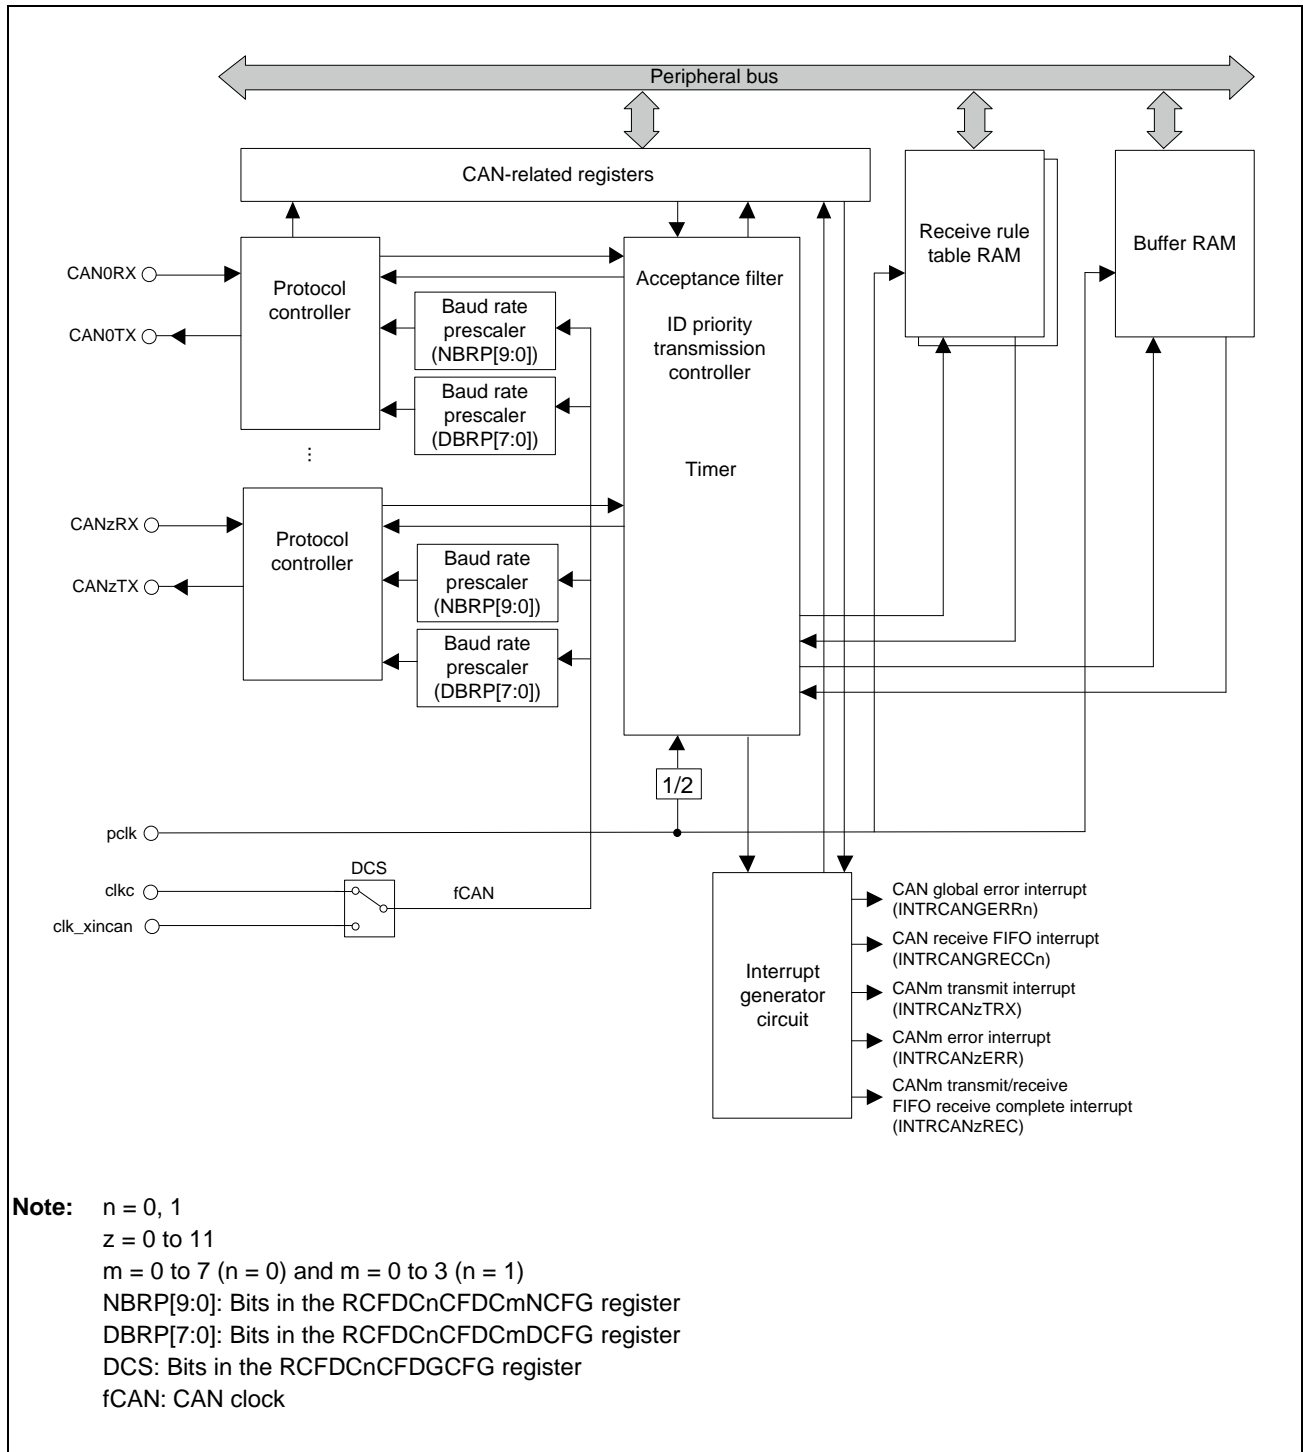 Peripheral bus
CAN-related registers
Receive rule
table RAM
Buffer RAM
CAN0RX
CAN0TX
Protocol
controller
Baud rate
prescaler
(NBRP[9:0])
Baud rate
prescaler
(DBRP[7:0])
Acceptance filter
ID priority
transmission
controller
Timer
...
CANzRX
CANzTX
Protocol
controller
Baud rate
prescaler
(NBRP[9:0])
Baud rate
prescaler
(DBRP[7:0])
1/2
pclk
DCS
clkc
fCAN
clk_xincan
Interrupt
generator
circuit
CAN global error interrupt
(INTRCANGERRn)
CAN receive FIFO interrupt
(INTRCANGRECCn)
CANm transmit interrupt
(INTRCANzTRX)
CANm error interrupt
(INTRCANzERR)
CANm transmit/receive
FIFO receive complete interrupt
(INTRCANzREC)
Note: n = 0, 1
z = 0 to 11
m = 0 to 7 (n = 0) and m = 0 to 3 (n = 1)
NBRP[9:0]: Bits in the RCFDCnCFDCmNCFG register
DBRP[7:0]: Bits in the RCFDCnCFDCmDCFG register
DCS: Bits in the RCFDCnCFDGCFG register
fCAN: CAN clock